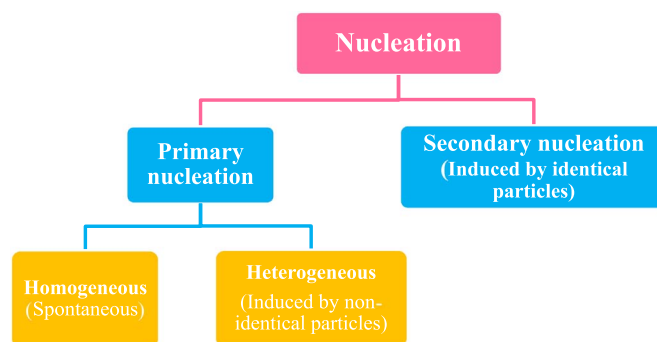 Nucleation
Primary
nucleation
Secondary nucleation
(Induced by identical
particles)
Homogeneous
(Spontaneous)
Heterogeneous
(Induced by non-
identical particles)